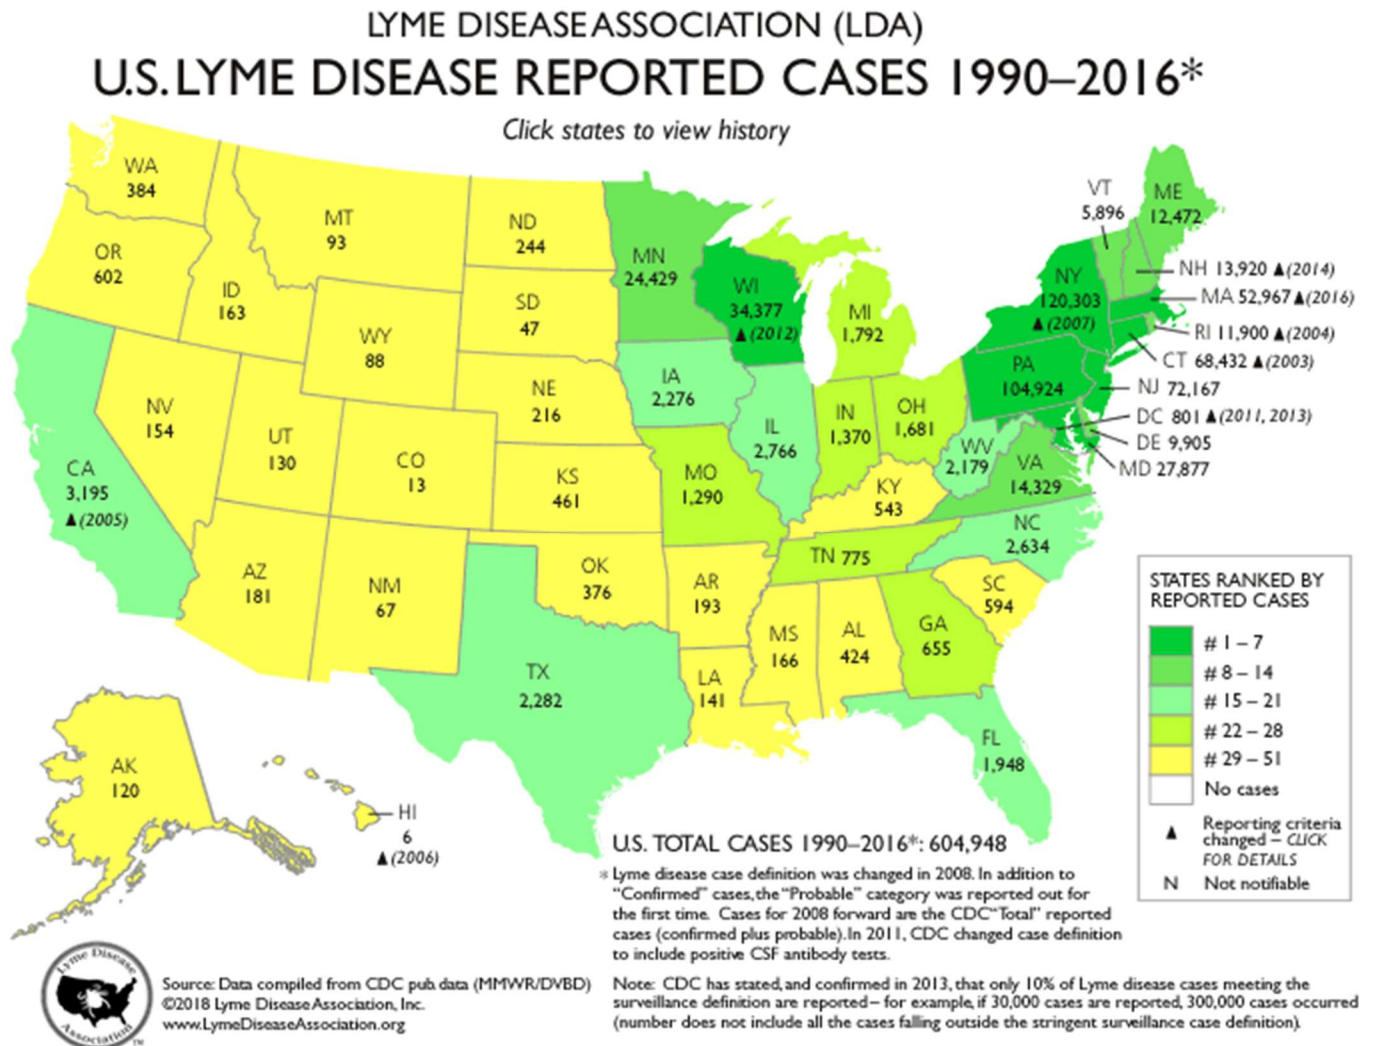 LYME DISEASE ASSOCIATION (LDA)
U.S. LYME DISEASE REPORTED CASES 1990–2016*
Click states to view history
WA
384
OR
602
ID
163
MT
93
ND
244
SD
47
WY
88
NE
216
NV
154
UT
130
CO
13
KS
461
CA
3,195
▲(2005)
AZ
181
NM
67
OK
376
TX
2,282
MN
24,429
WI
34,377
▲(2012)
MI
1,792
IA
2,276
IL
2,766
IN
1,370
OH
1,681
MO
1,290
KY
543
WV
2,179
VA
14,329
NC
2,634
TN 775
AR
193
SC
594
MS
166
AL
424
GA
655
LA
141
FL
1,948
NY
120,303
▲(2007)
PA
104,924
VT
5,896
ME
12,472
NH 13,920 ▲(2014)
MA 52,967 ▲(2016)
RI 11,900 ▲(2004)
CT 68,432 ▲(2003)
NJ 72,167
DC 801 ▲(2011, 2013)
DE 9,905
MD 27,877
AK
120
HI
6
▲(2006)
STATES RANKED BY
REPORTED CASES
# 1 – 7
# 8 – 14
# 15 – 21
# 22 – 28
# 29 – 51
No cases
▲ Reporting criteria
changed – CLICK
FOR DETAILS
N Not notifiable
U.S. TOTAL CASES 1990–2016*: 604,948
* Lyme disease case definition was changed in 2008. In addition to
“Confirmed” cases, the “Probable” category was reported out for
the first time. Cases for 2008 forward are the CDC “Total” reported
cases (confirmed plus probable). In 2011, CDC changed case definition
to include positive CSF antibody tests.
Note: CDC has stated, and confirmed in 2013, that only 10% of Lyme disease cases meeting the
surveillance definition are reported – for example, if 30,000 cases are reported, 300,000 cases occurred
(number does not include all the cases falling outside the stringent surveillance case definition).
Lyme Disease
Association
TM
Source: Data compiled from CDC pub. data (MMWR/DVBD)
©2018 Lyme Disease Association, Inc.
www.LymeDiseaseAssociation.org